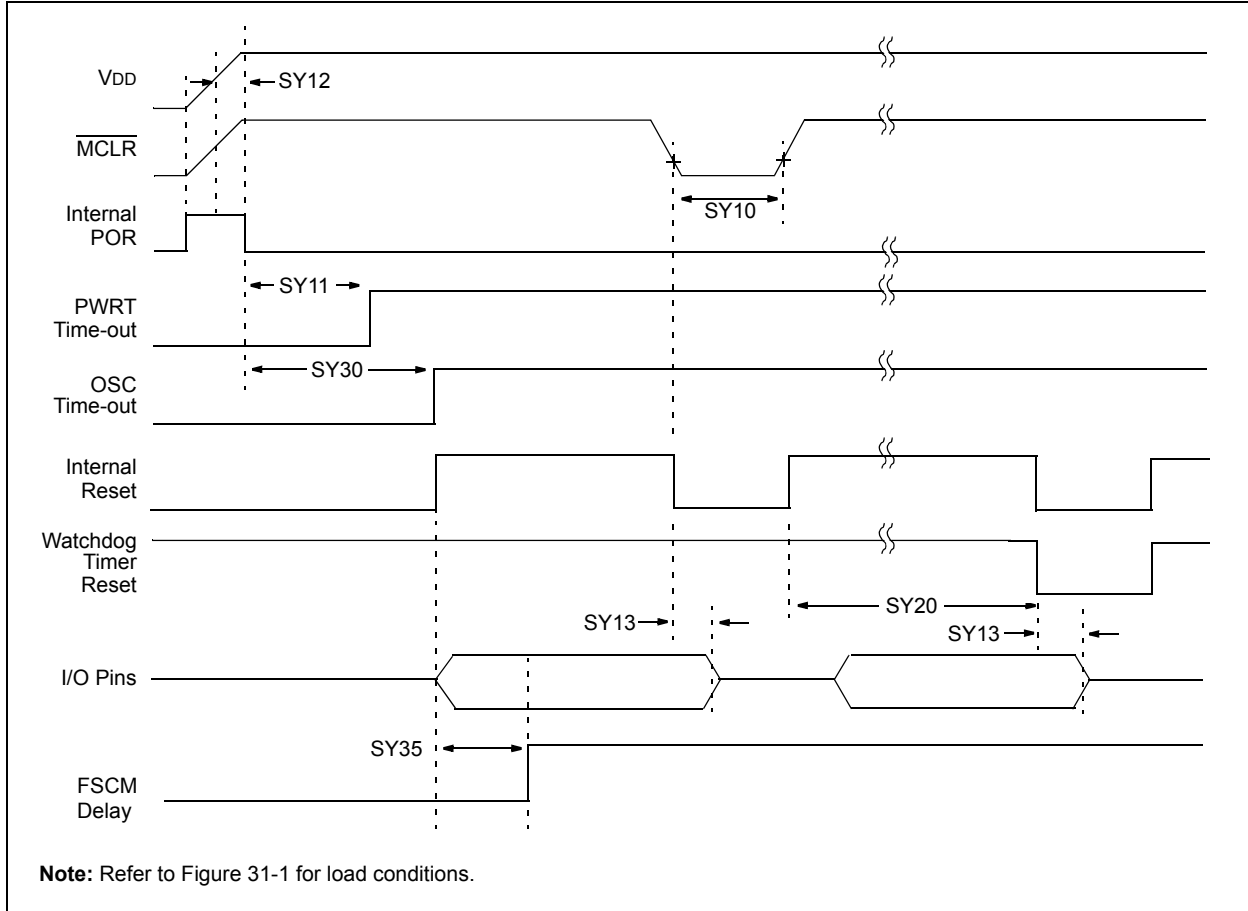 VDD
SY12
MCLR
SY10
Internal
POR
SY11
PWRT
Time-out
SY30
OSC
Time-out
Internal
Reset
Watchdog
Timer
Reset
SY20
SY13
SY13
I/O Pins
SY35
FSCM
Delay
Note: Refer to Figure 31-1 for load conditions.